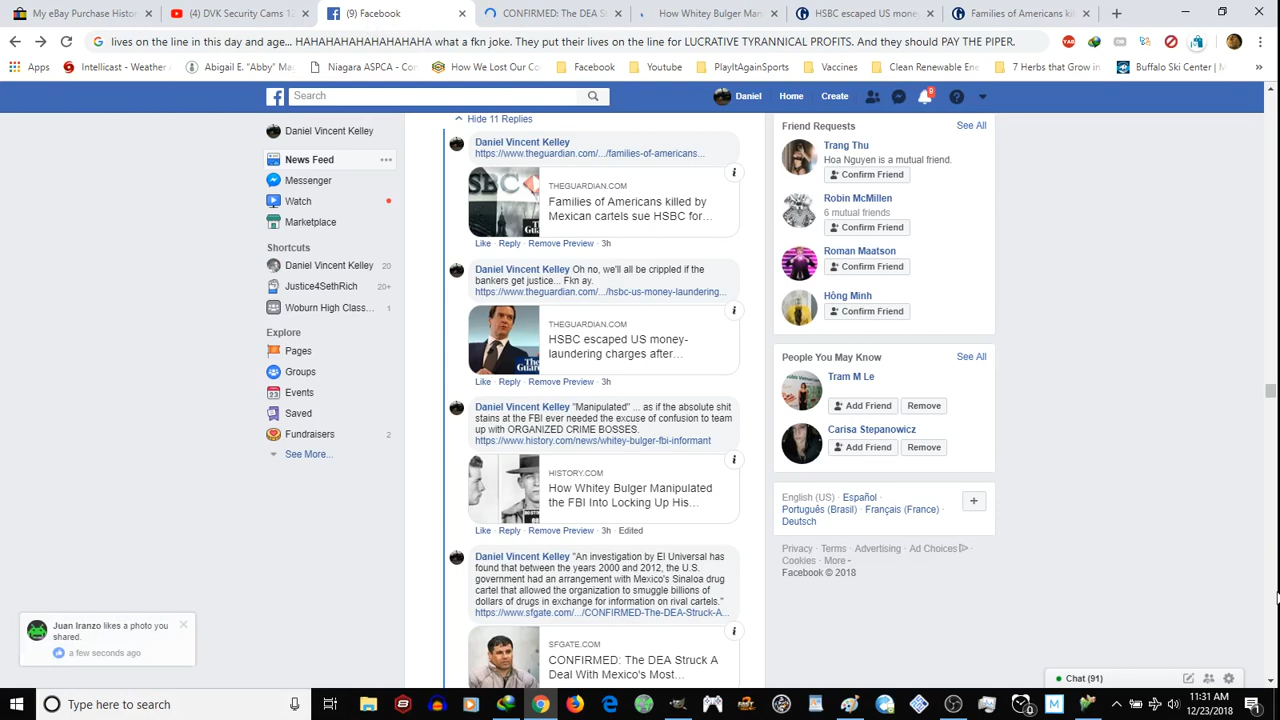 My eBay Purchase Histo
(4) DVK Security Cams 12
(9) Facebook
CONFIRMED: The DEA S
How Whitey Bulger Man
HSBC escaped US mone
Families of Americans kil
lives on the line in this day and age... HAHAHAHAHAHAHAHA what a fkn joke. They put their lives on the line for LUCRATIVE TYRANNICAL PROFITS. And they should PAY THE PIPER.
Apps
Intellicast - Weather
Abigail E. "Abby" Ma
Niagara ASPCA - Co
How We Lost Our Co
Facebook
Youtube
PlayItAgainSports
Vaccines
Clean Renewable Ene
7 Herbs that Grow in
Buffalo Ski Center | M
Search
Daniel
Home
Create
6
Daniel Vincent Kelley
News Feed
Messenger
Watch
Marketplace
Shortcuts
Daniel Vincent Kelley 20
Justice4SethRich 20+
Woburn High Class... 1
Explore
Pages
Groups
Events
Saved
Fundraisers 2
See More...
Hide 11 Replies
Daniel Vincent Kelley
https://www.theguardian.com/.../families-of-americans...
THEGUARDIAN.COM
Families of Americans killed by
Mexican cartels sue HSBC for...
Like · Reply · Remove Preview · 3h
Daniel Vincent Kelley Oh no, we'll all be crippled if the
bankers get justice... Fkn ay.
https://www.theguardian.com/.../hsbc-us-money-laundering...
THEGUARDIAN.COM
HSBC escaped US money-
laundering charges after...
Like · Reply · Remove Preview · 3h
Daniel Vincent Kelley "Manipulated" ... as if the absolute shit
stains at the FBI ever needed the excuse of confusion to team
up with ORGANIZED CRIME BOSSES.
https://www.history.com/news/whitey-bulger-fbi-informant
HISTORY.COM
How Whitey Bulger Manipulated
the FBI Into Locking Up His...
Like · Reply · Remove Preview · 3h · Edited
Daniel Vincent Kelley "An investigation by El Universal has
found that between the years 2000 and 2012, the U.S.
government had an arrangement with Mexico's Sinaloa drug
cartel that allowed the organization to smuggle billions of
dollars of drugs in exchange for information on rival cartels."
https://www.sfgate.com/.../CONFIRMED-The-DEA-Struck-A...
SFGATE.COM
CONFIRMED: The DEA Struck A
Deal With Mexico's Most...
Friend Requests
See All
Trang Thu
Hoa Nguyen is a mutual friend.
Confirm Friend
Robin McMillen
6 mutual friends
Confirm Friend
Roman Maatson
Confirm Friend
Hông Minh
Confirm Friend
People You May Know
See All
Tram M Le
Add Friend
Remove
Carisa Stepanowicz
Add Friend
Remove
English (US) · Español ·
Português (Brasil) · Français (France) ·
Deutsch
Privacy · Terms · Advertising · Ad Choices ·
Cookies · More
Facebook © 2018
Juan Iranzo likes a photo you
shared.
a few seconds ago
Chat (91)
Type here to search
11:31 AM
12/23/2018